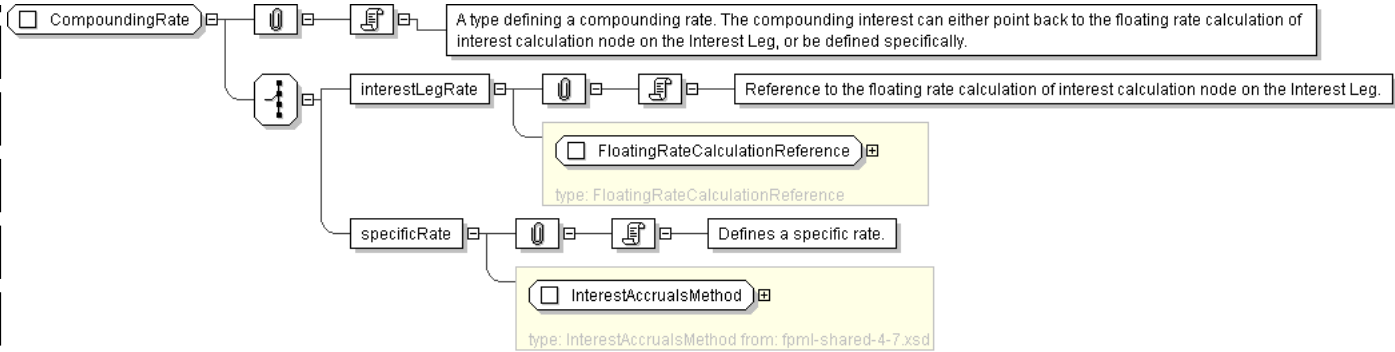 CompoundingRate
A type defining a compounding rate. The compounding interest can either point back to the floating rate calculation of
interest calculation node on the Interest Leg, or be defined specifically.
interestLegRate
Reference to the floating rate calculation of interest calculation node on the Interest Leg.
FloatingRateCalculationReference
type: FloatingRateCalculationReference
specificRate
Defines a specific rate.
InterestAccrualsMethod
type: InterestAccrualsMethod from: fpml-shared-4-7.xsd